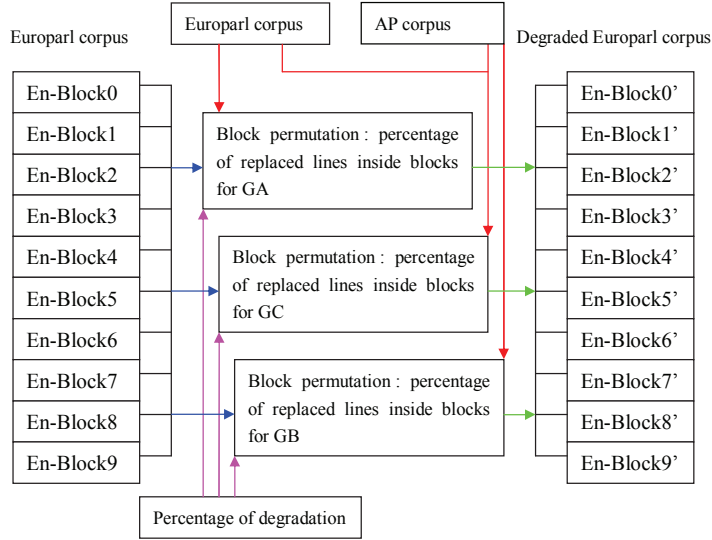 Europarl corpus
Europarl corpus
AP corpus
Degraded Europarl corpus
En-Block0
En-Block1
En-Block2
En-Block3
En-Block4
En-Block5
En-Block6
En-Block7
En-Block8
En-Block9
Block permutation : percentage
of replaced lines inside blocks
for GA
Block permutation : percentage
of replaced lines inside blocks
for GC
Block permutation : percentage
of replaced lines inside blocks
for GB
En-Block0’
En-Block1’
En-Block2’
En-Block3’
En-Block4’
En-Block5’
En-Block6’
En-Block7’
En-Block8’
En-Block9’
Percentage of degradation